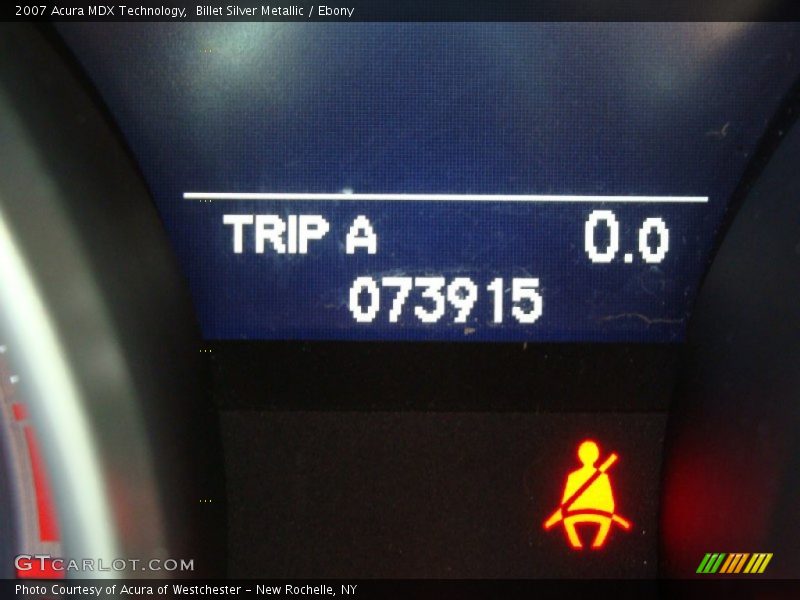 2007 Acura MDX Technology,  Billet Silver Metallic / Ebony
TRIP A 0.0
073915
GTCARLOT.COM
Photo Courtesy of Acura of Westchester - New Rochelle, NY